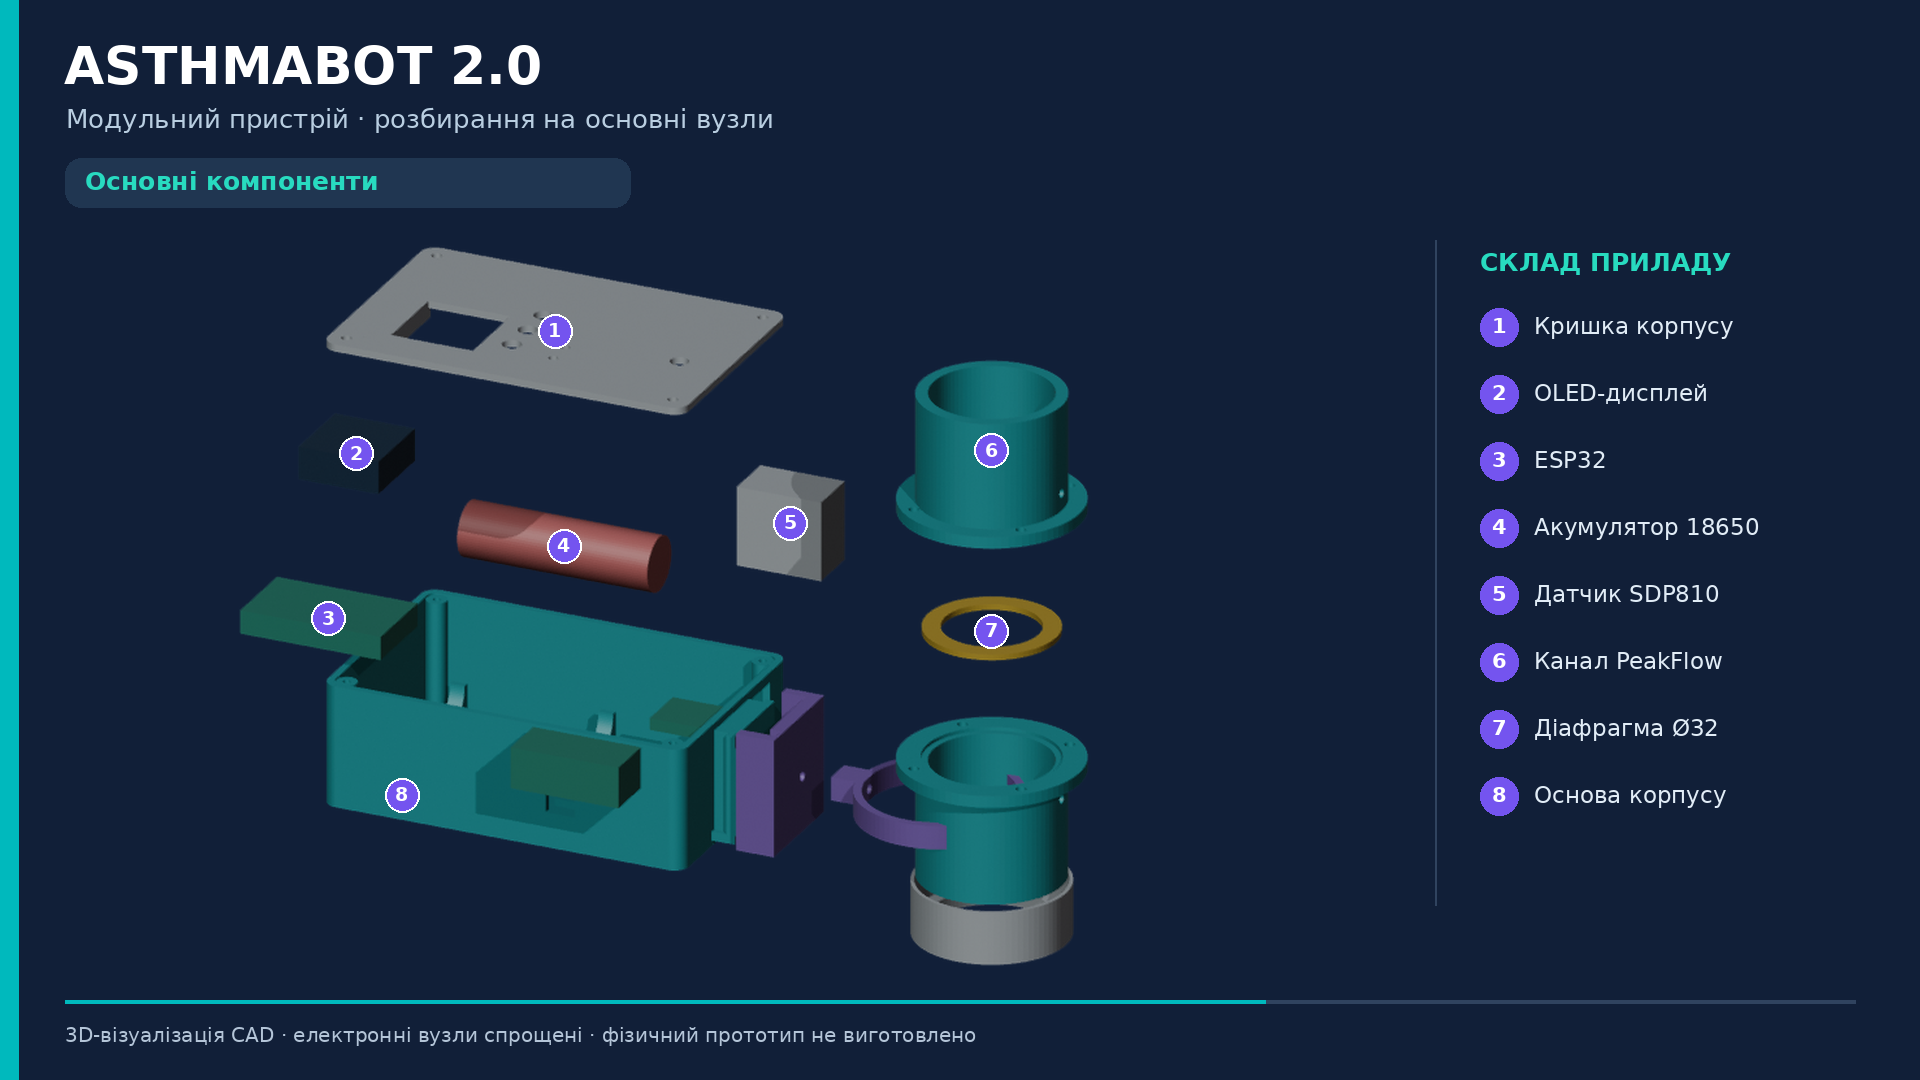 ASTHMABOT 2.0
Модульний пристрій · розбирання на основні вузли
Основні компоненти
1
2
3
4
5
6
7
8
СКЛАД ПРИЛАДУ
1 Кришка корпусу
2 OLED-дисплей
3 ESP32
4 Акумулятор 18650
5 Датчик SDP810
6 Канал PeakFlow
7 Діафрагма Ø32
8 Основа корпусу
3D-візуалізація CAD · електронні вузли спрощені · фізичний прототип не виготовлено